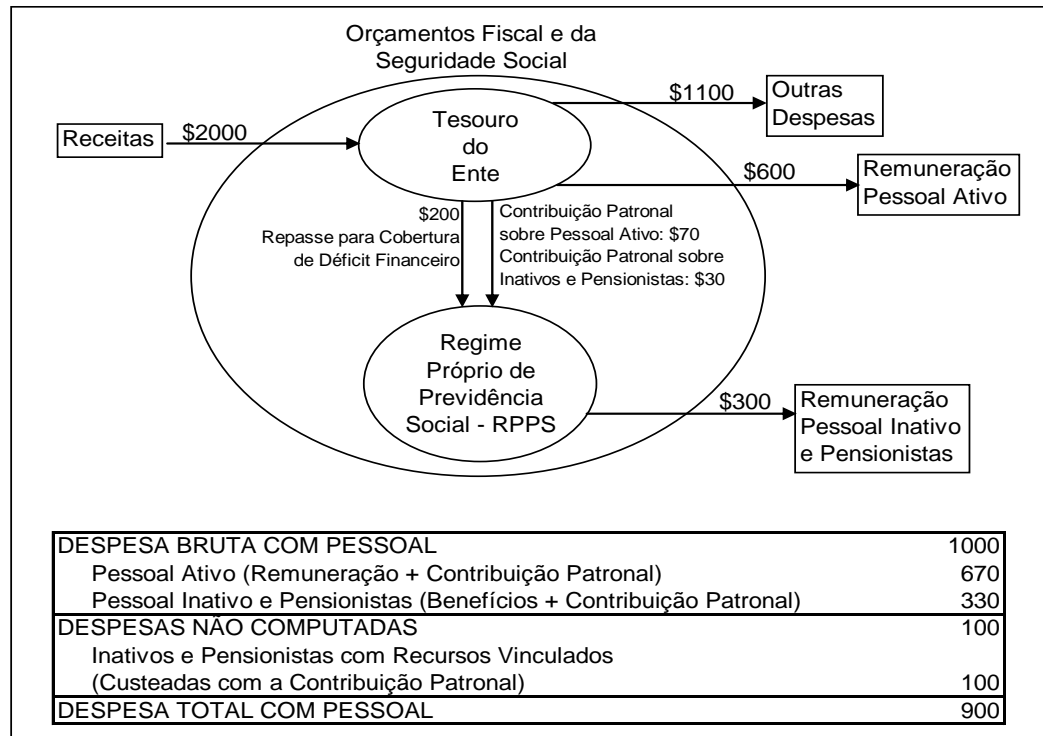 Orçamentos Fiscal e da
Seguridade Social
Receitas
$2000
Tesouro
do
Ente
$1100
Outras
Despesas
$600
Remuneração
Pessoal Ativo
$200
Repasse para Cobertura
de Déficit Financeiro
Contribuição Patronal
sobre Pessoal Ativo: $70
Contribuição Patronal sobre
Inativos e Pensionistas: $30
Regime
Próprio de
Previdência
Social - RPPS
$300
Remuneração
Pessoal Inativo
e Pensionistas
DESPESA BRUTA COM PESSOAL 1000
Pessoal Ativo (Remuneração + Contribuição Patronal) 670
Pessoal Inativo e Pensionistas (Benefícios + Contribuição Patronal) 330
DESPESAS NÃO COMPUTADAS 100
Inativos e Pensionistas com Recursos Vinculados
(Custeadas com a Contribuição Patronal) 100
DESPESA TOTAL COM PESSOAL 900